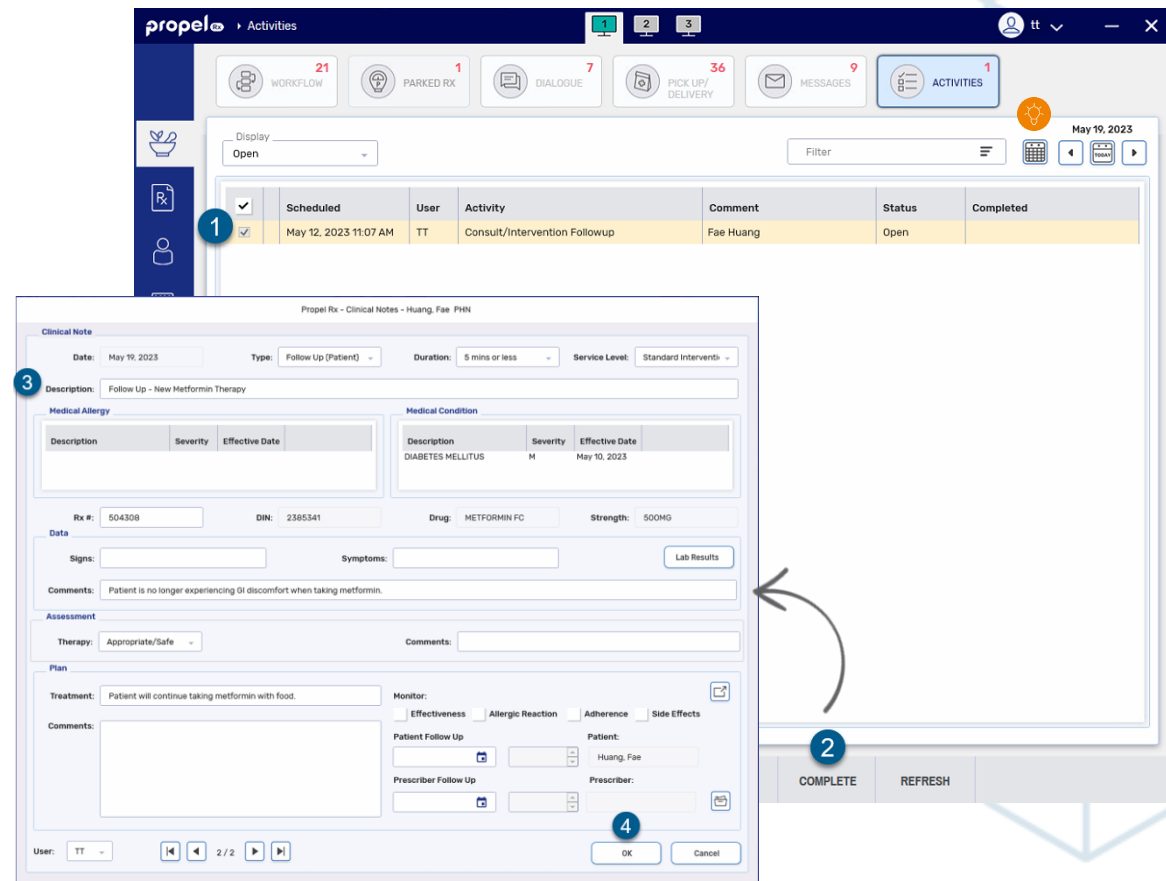 propel Rx Activities 1 2 3 tt
WORKFLOW 21
PARKED RX 1
DIALOGUE 7
PICK UP/ DELIVERY 36
MESSAGES 9
ACTIVITIES 1
Display
Open
Filter
May 19, 2023
TODAY
Rx
Scheduled User Activity Comment Status Completed
1
May 12, 2023 11:07 AM TT Consult/Intervention Followup Fae Huang Open
Propel Rx - Clinical Notes - Huang, Fae PHN
Clinical Note
Date: May 19, 2023 Type: Follow Up (Patient) Duration: 5 mins or less Service Level: Standard Interventi
3
Description: Follow Up - New Metformin Therapy
Medical Allergy
Description Severity Effective Date
Medical Condition
Description Severity Effective Date
DIABETES MELLITUS M May 10, 2023
Rx #: 504308 DIN: 2385341 Drug: METFORMIN FC Strength: 500MG
Data
Signs: Symptoms: Lab Results
Comments: Patient is no longer experiencing GI discomfort when taking metformin.
Assessment
Therapy: Appropriate/Safe Comments:
Plan
Treatment: Patient will continue taking metformin with food.
Comments:
Monitor:
Effectiveness Allergic Reaction Adherence Side Effects
Patient Follow Up Patient:
Huang, Fae
Prescriber Follow Up Prescriber:
4
User: TT 2 / 2 OK Cancel
2
COMPLETE REFRESH